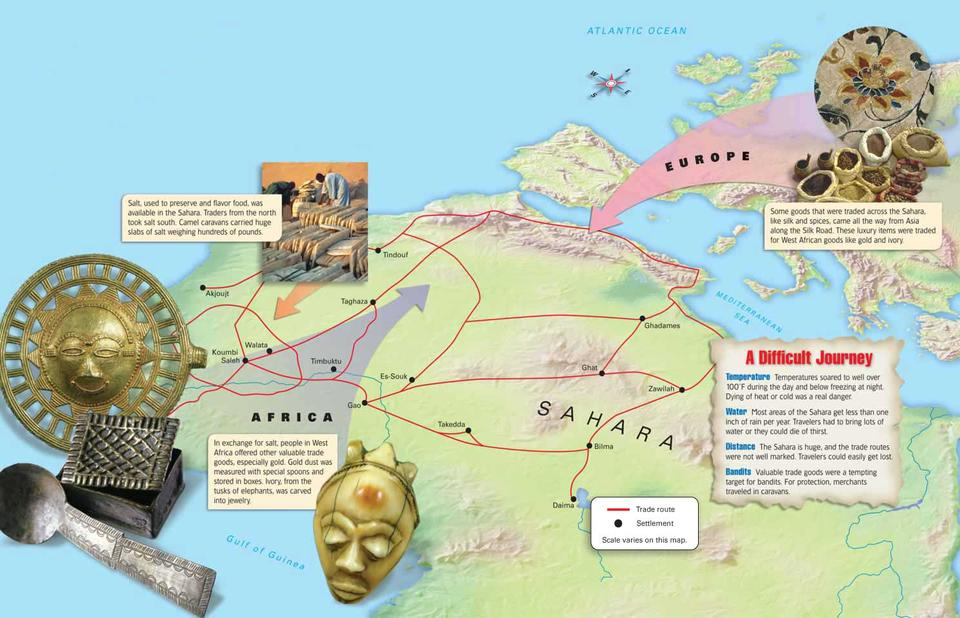 ATLANTIC OCEAN
N
W
E
S
EUROPE
Salt, used to preserve and flavor food, was
available in the Sahara. Traders from the north
took salt south. Camel caravans carried huge
slabs of salt weighing hundreds of pounds.
Some goods that were traded across the Sahara,
like silk and spices, came all the way from Asia
along the Silk Road. These luxury items were traded
for West African goods like gold and ivory.
Tindouf
Akjoujt
Taghaza
MEDITERRANEAN
SEA
Ghadames
Walata
Koumbi
Saleh
Timbuktu
Es-Souk
Ghat
Zawilah
Gao
AFRICA
SAHARA
Takedda
Bilma
Daima
A Difficult Journey
Temperature Temperatures soared to well over
100°F during the day and below freezing at night.
Dying of heat or cold was a real danger.
Water Most areas of the Sahara get less than one
inch of rain per year. Travelers had to bring lots of
water or they could die of thirst.
Distance The Sahara is huge, and the trade routes
were not well marked. Travelers could easily get lost.
Bandits Valuable trade goods were a tempting
target for bandits. For protection, merchants
traveled in caravans.
In exchange for salt, people in West
Africa offered other valuable trade
goods, especially gold. Gold dust was
measured with special spoons and
stored in boxes. Ivory, from the
tusks of elephants, was carved
into jewelry.
Gulf of Guinea
Trade route
Settlement
Scale varies on this map.